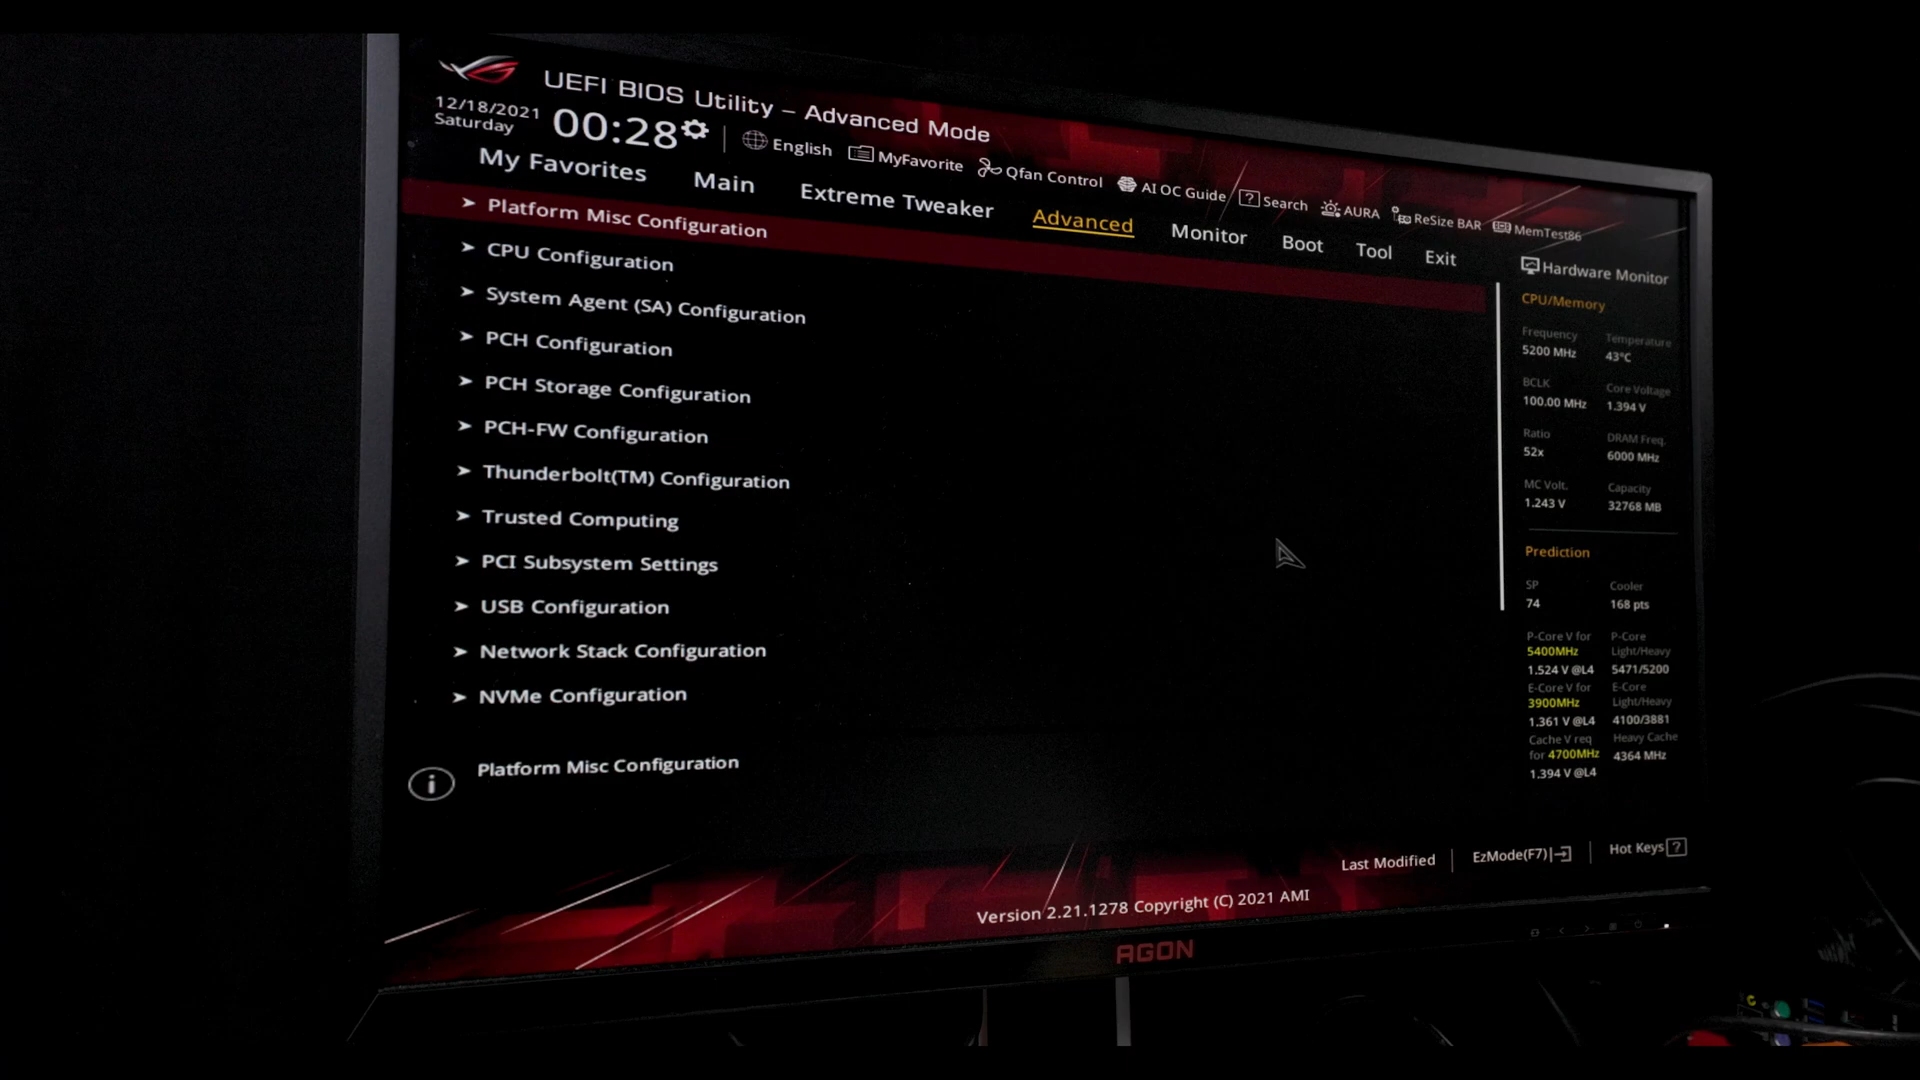 UEFI BIOS Utility – Advanced Mode
12/18/2021
Saturday
00:28
English
MyFavorite
Qfan Control
AI OC Guide
? Search
AURA
ReSize BAR
MemTest86
My Favorites
Main
Extreme Tweaker
Advanced
Monitor
Boot
Tool
Exit
Platform Misc Configuration
CPU Configuration
System Agent (SA) Configuration
PCH Configuration
PCH Storage Configuration
PCH-FW Configuration
Thunderbolt(TM) Configuration
Trusted Computing
PCI Subsystem Settings
USB Configuration
Network Stack Configuration
NVMe Configuration
i Platform Misc Configuration
Hardware Monitor
CPU/Memory
Frequency Temperature
5200 MHz 43°C
BCLK Core Voltage
100.00 MHz 1.394 V
Ratio DRAM Freq.
52x 6000 MHz
MC Volt. Capacity
1.243 V 32768 MB
Prediction
SP Cooler
74 168 pts
P-Core V for P-Core
5400MHz Light/Heavy
1.524 V @L4 5471/5200
E-Core V for E-Core
3900MHz Light/Heavy
1.361 V @L4 4100/3881
Cache V req Heavy Cache
for 4700MHz 4364 MHz
1.394 V @L4
Last Modified
EzMode(F7)
Hot Keys ?
Version 2.21.1278 Copyright (C) 2021 AMI
AGON